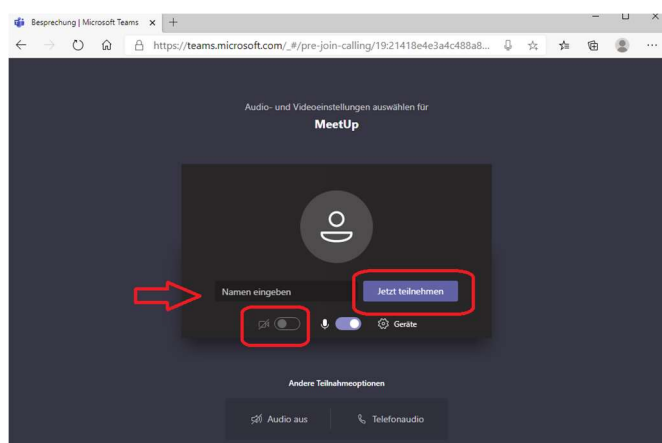 Besprechung | Microsoft Teams
https://teams.microsoft.com/_#/pre-join-calling/19:21418e4e3a4c488a8...
Audio- und Videoeinstellungen auswählen für
MeetUp
Namen eingeben
Jetzt teilnehmen
Geräte
Andere Teilnahmeoptionen
Audio aus
Telefonaudio